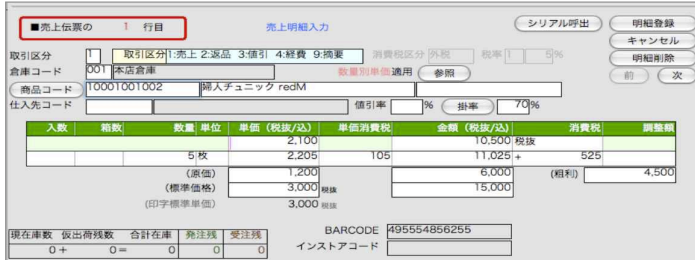 ■売上伝票の 1 行目 売上明細入力 シリアル呼出 明細登録
キャンセル
取引区分 1 取引区分 1:売上 2:返品 3:値引 4:経費 9:摘要 消費税区分 外税 税率 1 5% 明細削除
倉庫コード 001 本店倉庫 数量別単価適用 参照 前 次
商品コード 10001001002 婦人チュニック redM
仕入先コード 値引率 % 掛率 70%
入数 箱数 数量 単位 単価 (税抜/込) 単価消費税 金額 (税抜/込) 消費税 調整額
2,100 10,500 税抜
5 枚 2,205 105 11,025 + 525
(原価) 1,200 6,000 (粗利) 4,500
(標準価格) 3,000 税抜 15,000
(印字標準単価) 3,000 税抜
現在庫数 仮出荷残数 合計在庫 発注残 受注残 BARCODE 495554856255
0 + 0 = 0 0 0 インストアコード